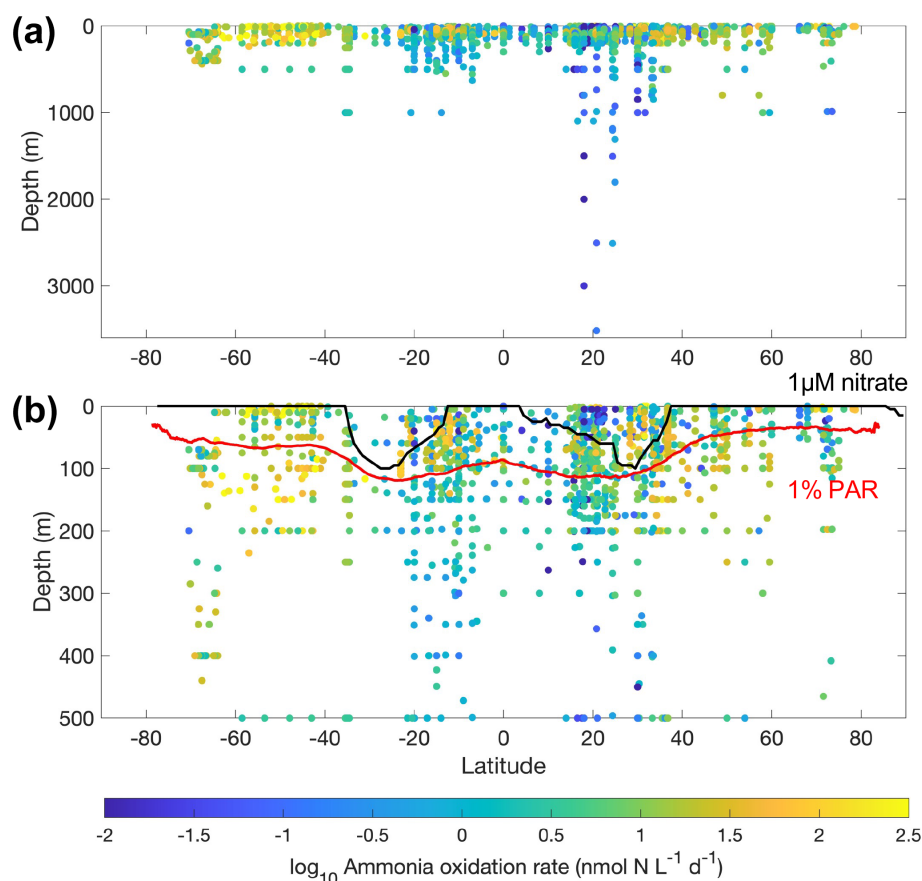 (a)
0
1000
2000
3000
Depth (m)
-80 -60 -40 -20 0 20 40 60 80
1μM nitrate
(b)
0
100
200
300
400
500
Depth (m)
1% PAR
-80 -60 -40 -20 0 20 40 60 80
Latitude
-2 -1.5 -1 -0.5 0 0.5 1 1.5 2 2.5
log₁₀ Ammonia oxidation rate (nmol N L⁻¹ d⁻¹)